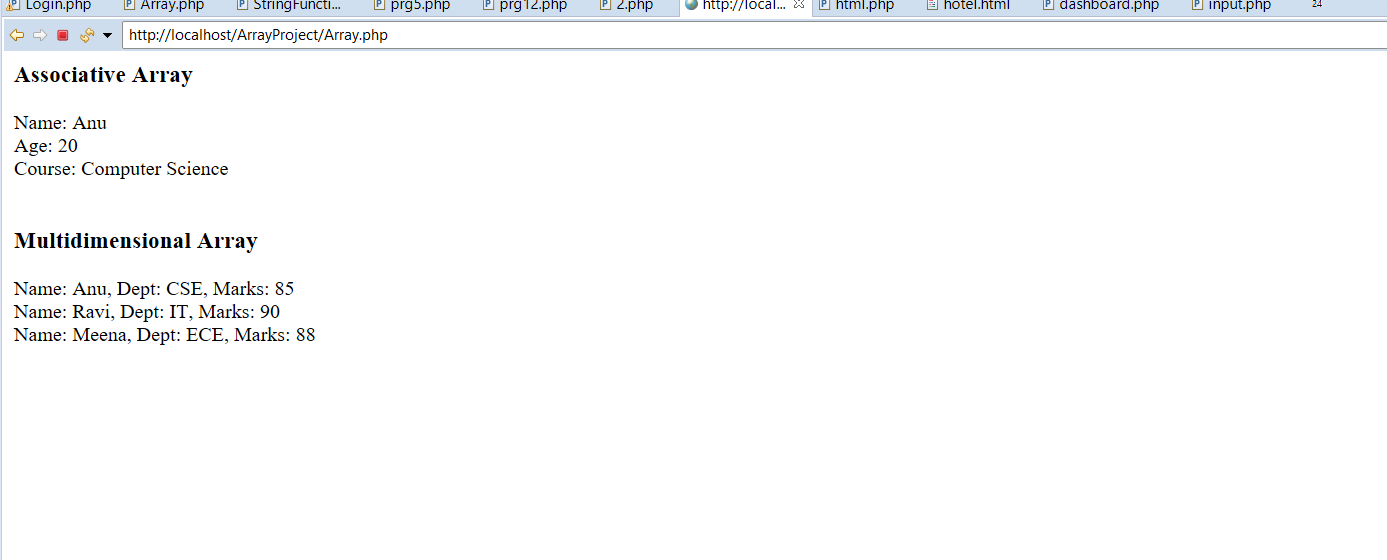 Login.php Array.php StringFuncti... prg5.php prg12.php 2.php http://local... html.php hotel.html dashboard.php input.php 24
http://localhost/ArrayProject/Array.php
Associative Array
Name: Anu
Age: 20
Course: Computer Science
Multidimensional Array
Name: Anu, Dept: CSE, Marks: 85
Name: Ravi, Dept: IT, Marks: 90
Name: Meena, Dept: ECE, Marks: 88